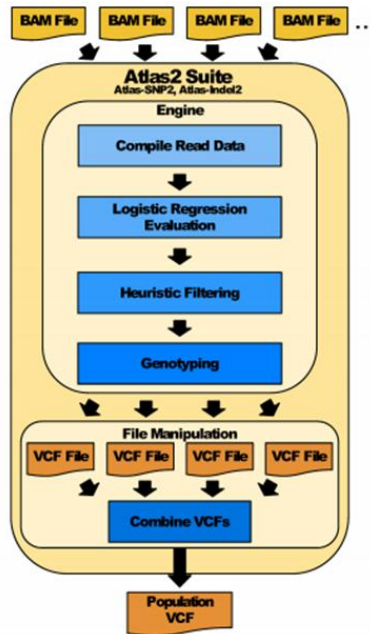 BAM File BAM File BAM File BAM File ...
Atlas2 Suite
Atlas-SNP2, Atlas-Indel2
Engine
Compile Read Data
Logistic Regression
Evaluation
Heuristic Filtering
Genotyping
File Manipulation
VCF File VCF File VCF File VCF File
Combine VCFs
Population
VCF